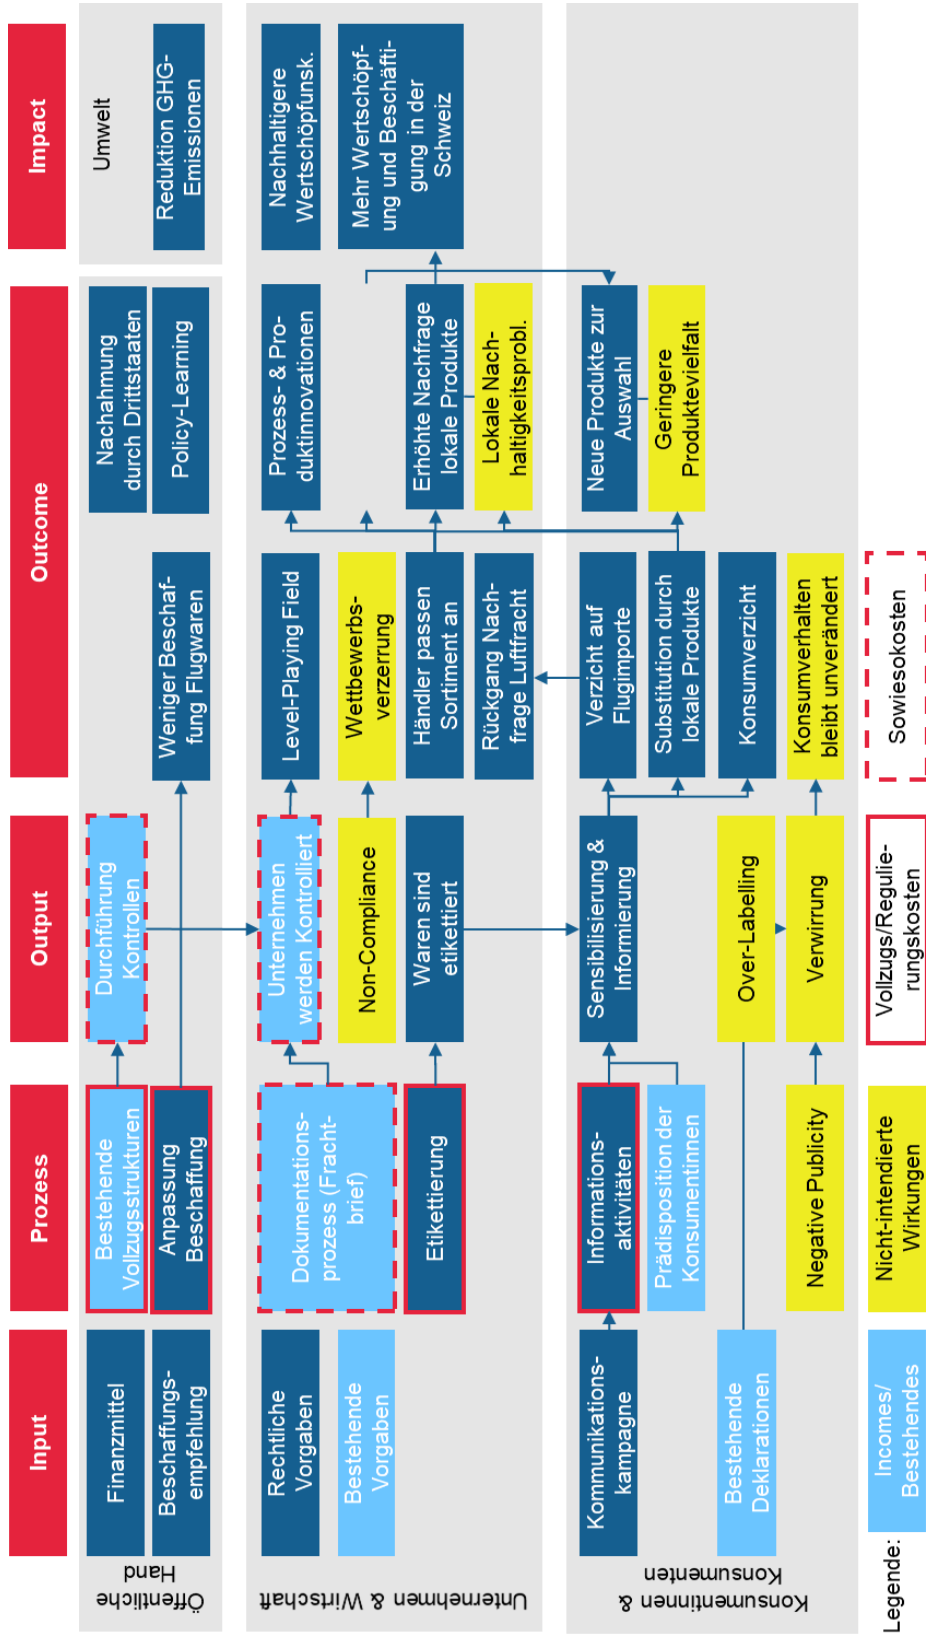 Input
Prozess
Output
Outcome
Impact
Öffentliche
Hand
Finanzmittel
Beschaffungs-
empfehlung
Bestehende
Vollzugsstrukturen
Anpassung
Beschaffung
Durchführung
Kontrollen
Weniger Beschaf-
fung Flugwaren
Nachahmung
durch Drittstaaten
Policy-Learning
Umwelt
Reduktion GHG-
Emissionen
Unternehmen & Wirtschaft
Rechtliche
Vorgaben
Bestehende
Vorgaben
Dokumentations-
prozess (Fracht-
brief)
Etikettierung
Unternehmen
werden Kontrolliert
Non-Compliance
Waren sind
etikettiert
Level-Playing Field
Wettbewerbs-
verzerrung
Händler passen
Sortiment an
Rückgang Nach-
frage Luftfracht
Prozess- & Pro-
duktinnovationen
Erhöhte Nachfrage
lokale Produkte
Lokale Nach-
haltigkeitsprobl.
Nachhaltigere
Wertschöpfunsk.
Mehr Wertschöpf-
ung und Beschäfti-
gung in der
Schweiz
Konsumentinnen &
Konsumenten
Kommunikations-
kampagne
Bestehende
Deklarationen
Informations-
aktivitäten
Prädisposition der
Konsumentinnen
Negative Publicity
Sensibilisierung &
Informierung
Over-Labelling
Verwirrung
Verzicht auf
Flugimporte
Substitution durch
lokale Produkte
Konsumverzicht
Konsumverhalten
bleibt unverändert
Neue Produkte zur
Auswahl
Geringere
Produktevielfalt
Legende:
Incomes/
Bestehendes
Nicht-intendierte
Wirkungen
Vollzugs/Regulie-
rungskosten
Sowiesokosten